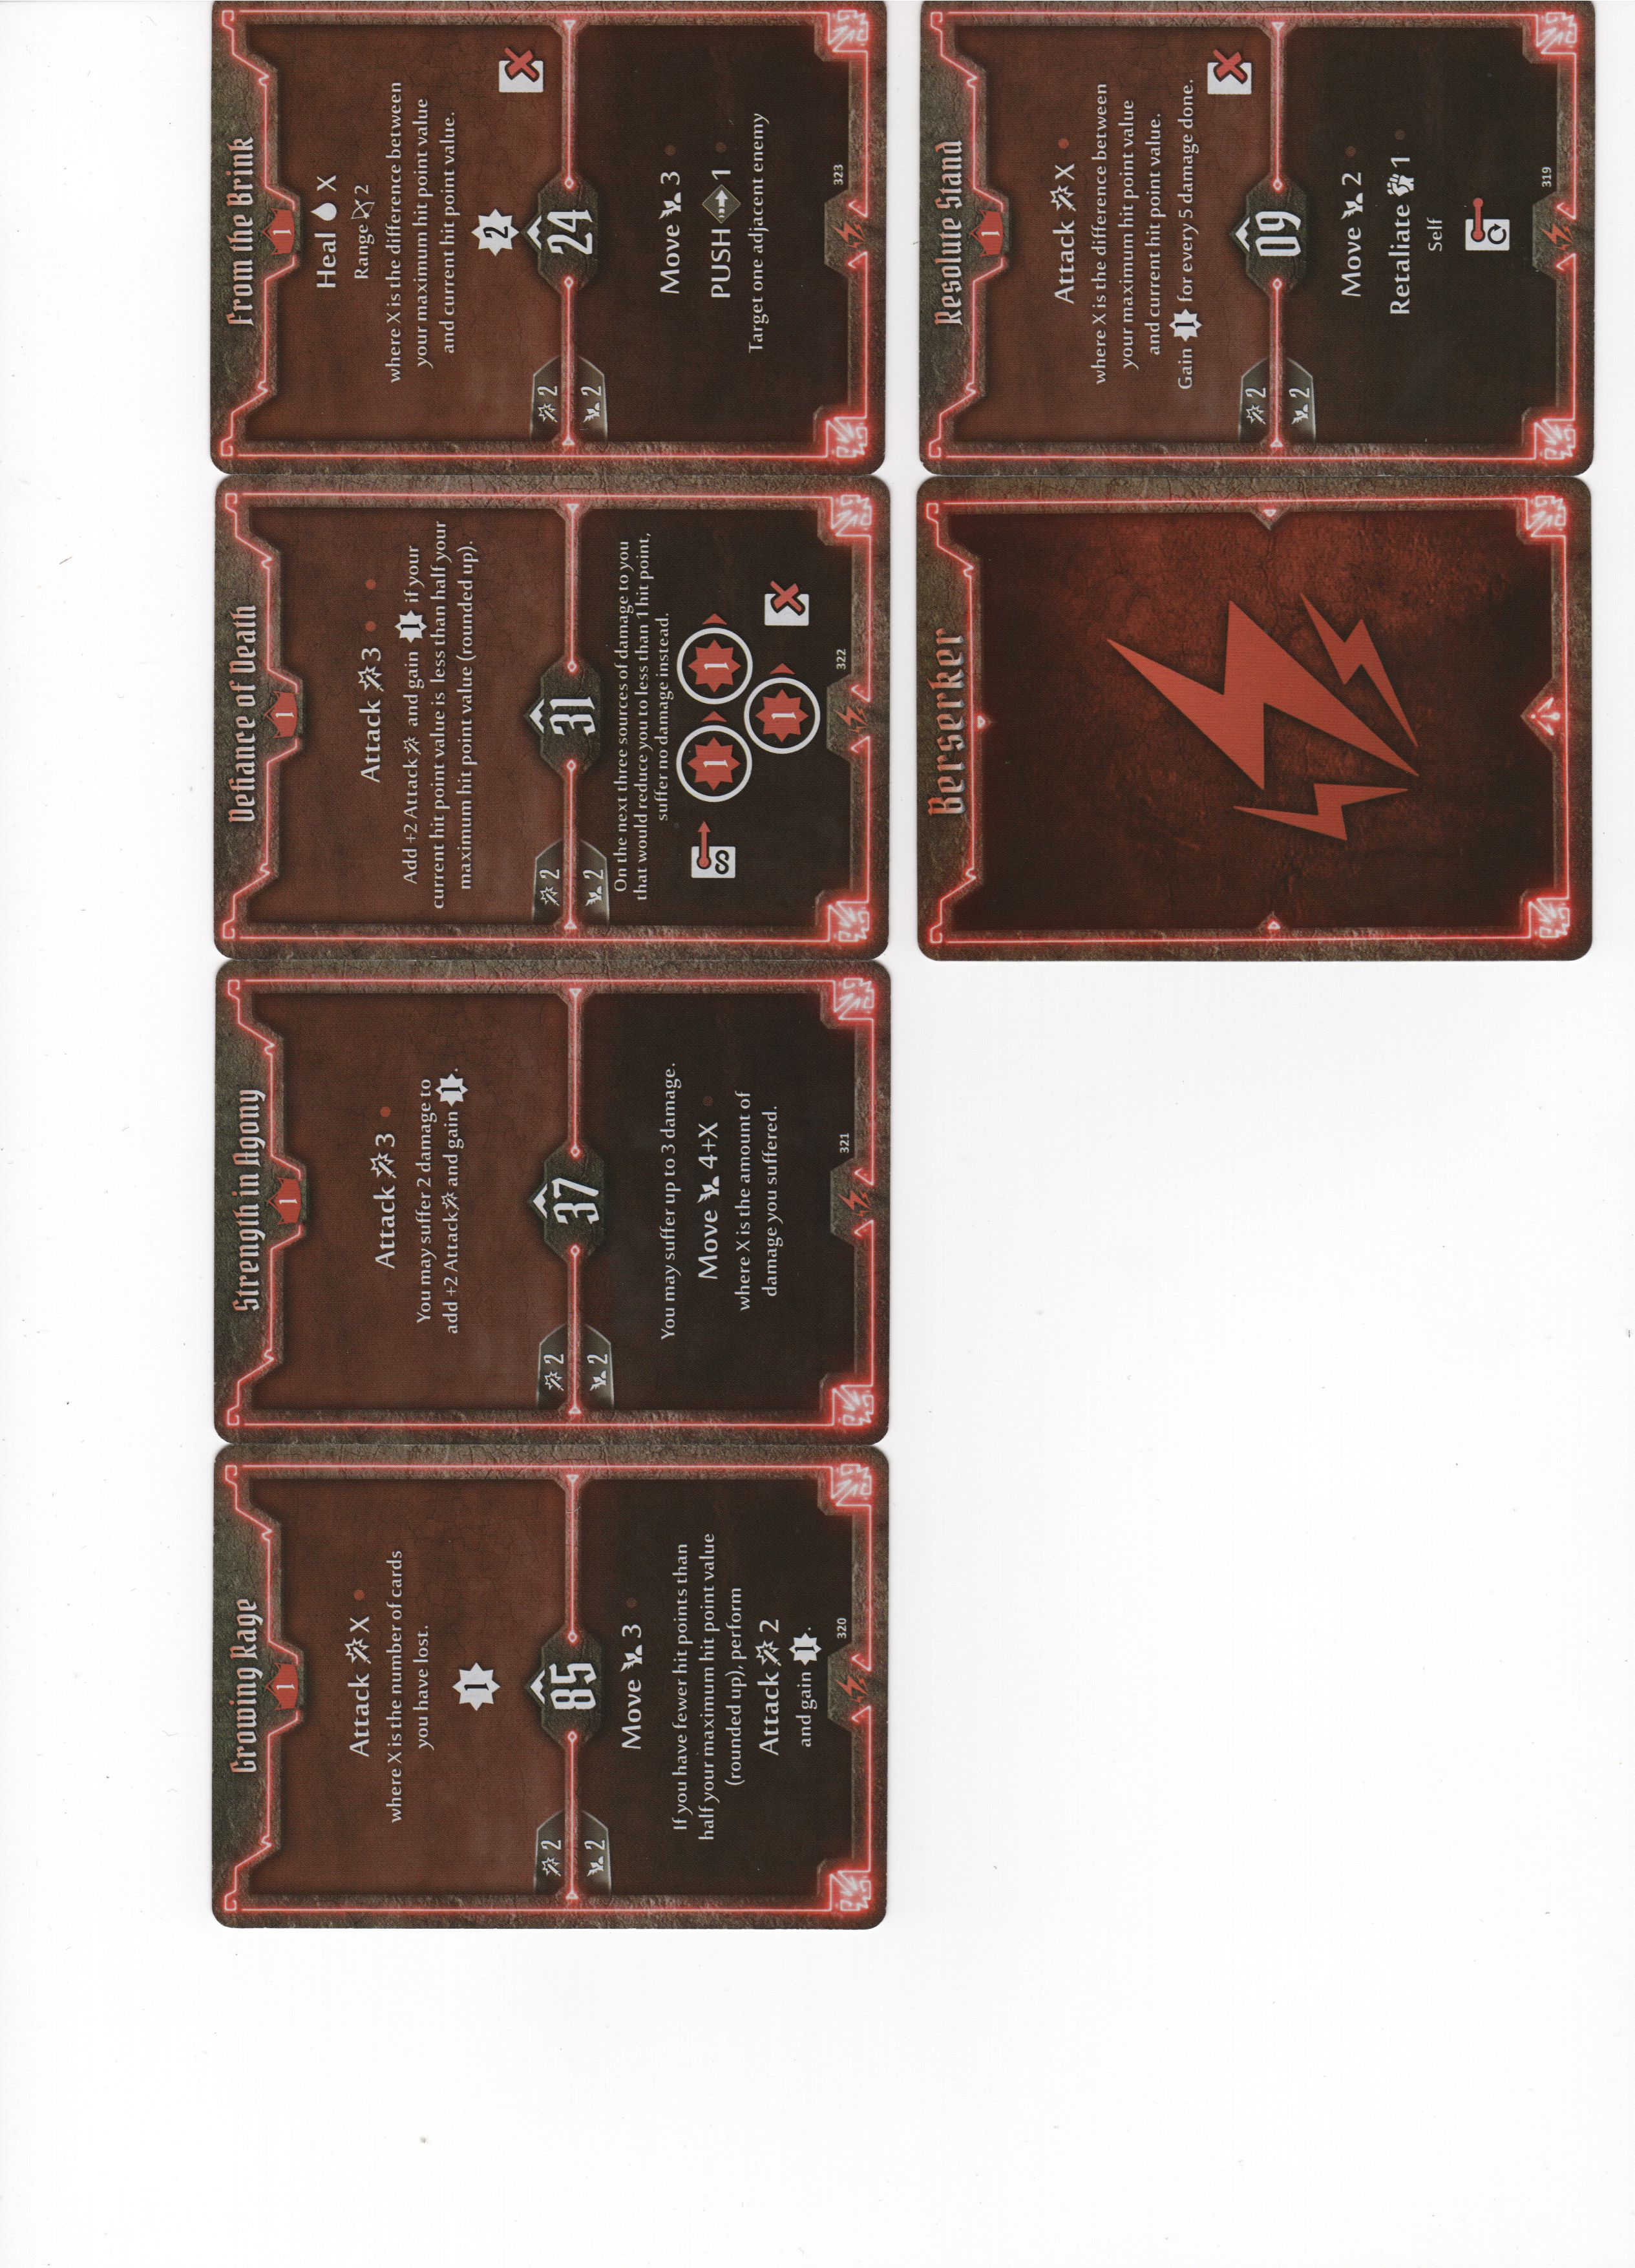 Growing Rage
1
Attack X
where X is the number of cards
you have lost.
1
2
85
2
Move 3
If you have fewer hit points than
half your maximum hit point value
(rounded up), perform
Attack 2
and gain 1.
320
Strength in Agony
1
Attack 3
You may suffer 2 damage to
add +2 Attack and gain 1.
2
37
2
You may suffer up to 3 damage.
Move 4+X
where X is the amount of
damage you suffered.
321
Defiance of Death
1
Attack 3
Add +2 Attack and gain 1 if your
current hit point value is less than half your
maximum hit point value (rounded up).
2
31
2
On the next three sources of damage to you
that would reduce you to less than 1 hit point,
suffer no damage instead.
1
1
1
322
From the Brink
1
Heal X
Range 2
where X is the difference between
your maximum hit point value
and current hit point value.
2
2
24
2
Move 3
PUSH 1
Target one adjacent enemy
323
Berserker
Resolute Stand
1
Attack X
where X is the difference between
your maximum hit point value
and current hit point value.
Gain 1 for every 5 damage done.
2
09
2
Move 2
Retaliate 1
Self
319